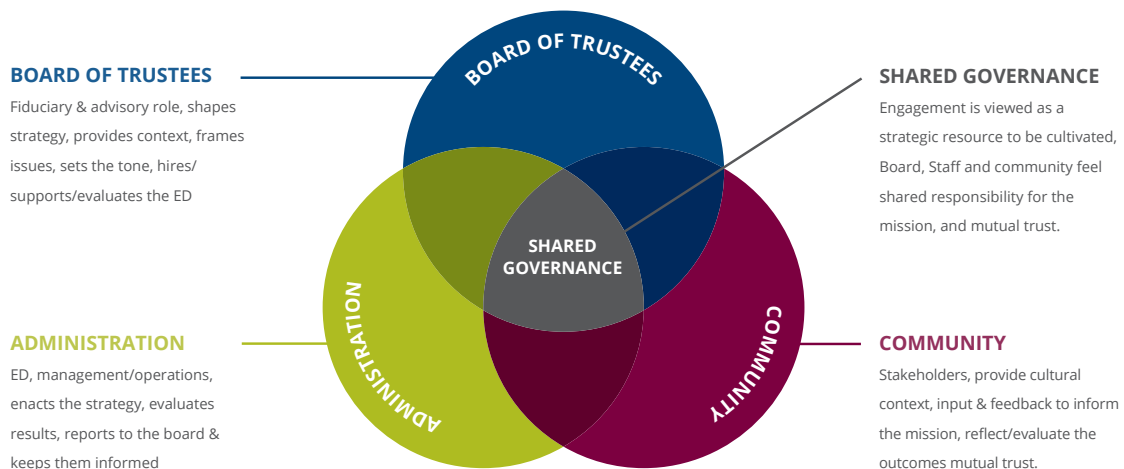 BOARD OF TRUSTEES
Fiduciary & advisory role, shapes
strategy, provides context, frames
issues, sets the tone, hires/
supports/evaluates the ED
ADMINISTRATION
ED, management/operations,
enacts the strategy, evaluates
results, reports to the board &
keeps them informed
BOARD OF TRUSTEES
SHARED
GOVERNANCE
ADMINISTRATION
COMMUNITY
SHARED GOVERNANCE
Engagement is viewed as a
strategic resource to be cultivated,
Board, Staff and community feel
shared responsibility for the
mission, and mutual trust.
COMMUNITY
Stakeholders, provide cultural
context, input & feedback to inform
the mission, reflect/evaluate the
outcomes mutual trust.